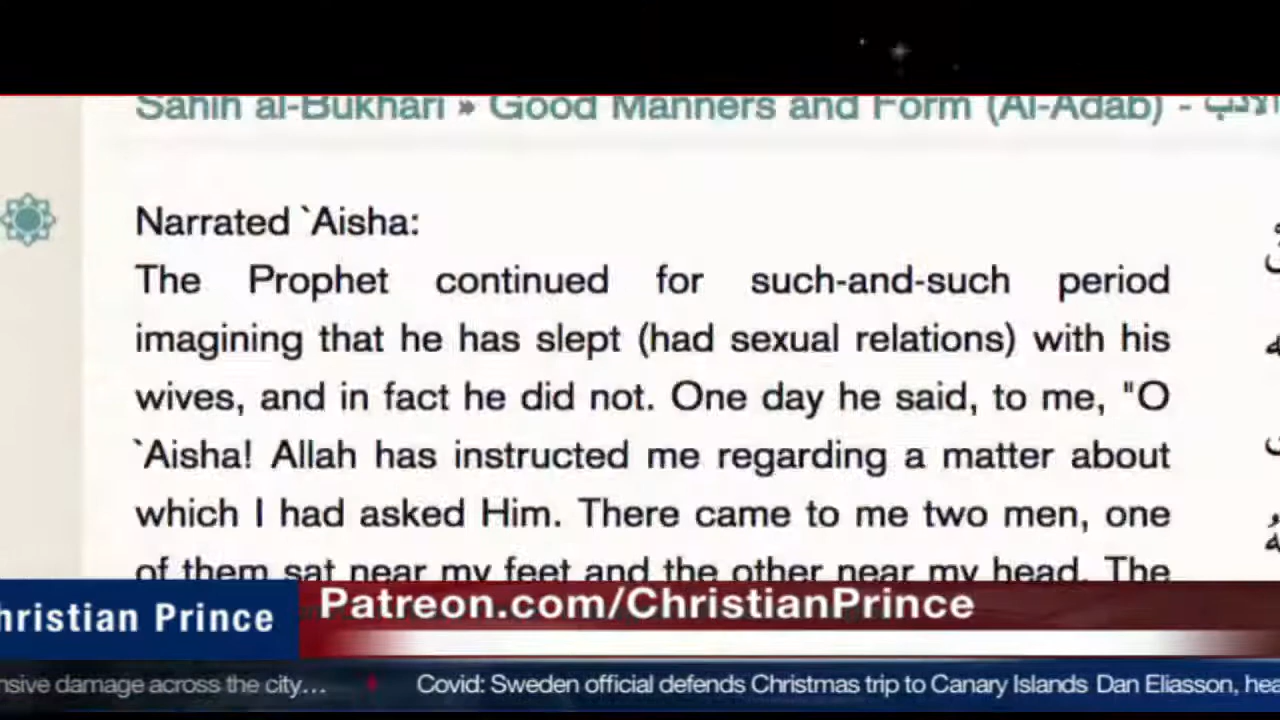 Sahih al-Bukhari » Good Manners and Form (Al-Adab) - الأدب
Narrated `Aisha:
The Prophet continued for such-and-such period
imagining that he has slept (had sexual relations) with his
wives, and in fact he did not. One day he said, to me, "O
`Aisha! Allah has instructed me regarding a matter about
which I had asked Him. There came to me two men, one
of them sat near my feet and the other near my head. The
hristian Prince
Patreon.com/ChristianPrince
nsive damage across the city...
Covid: Sweden official defends Christmas trip to Canary Islands Dan Eliasson, hea